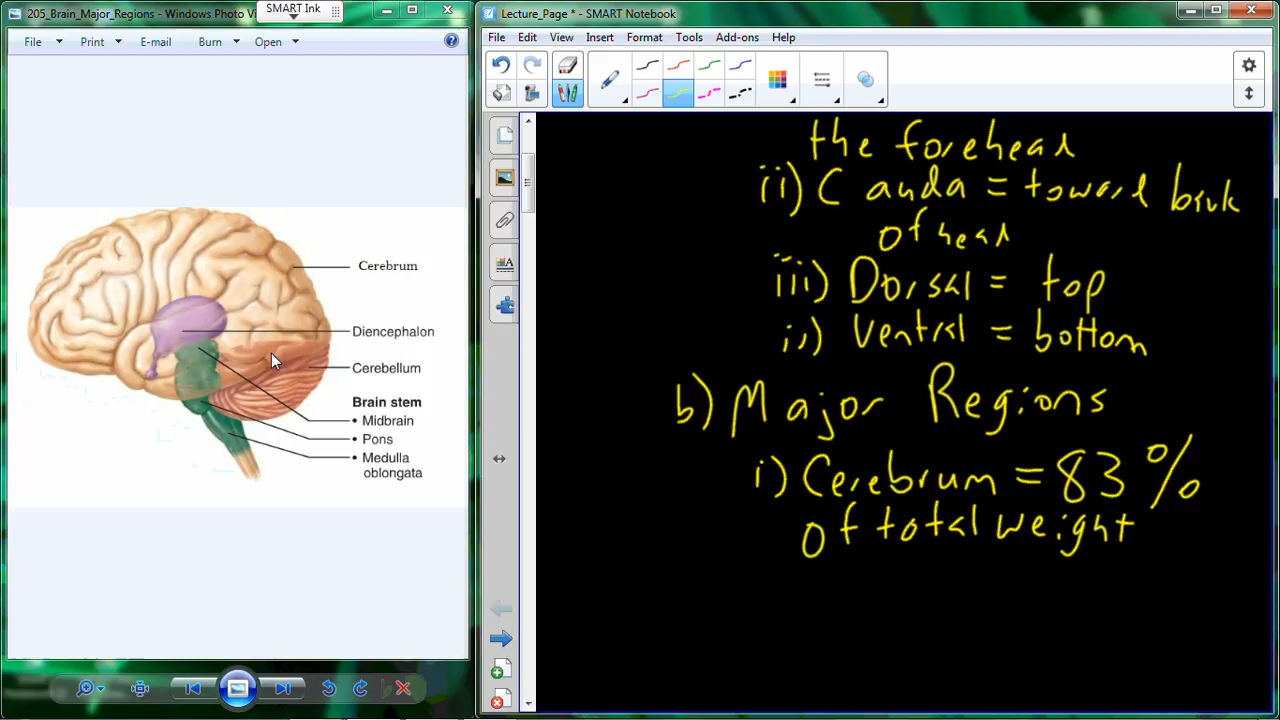 205_Brain_Major_Regions - Windows Photo Vi
SMART Ink
File Print E-mail Burn Open
Cerebrum
Diencephalon
Cerebellum
Brain stem
• Midbrain
• Pons
• Medulla
oblongata
Lecture_Page * - SMART Notebook
File Edit View Insert Format Tools Add-ons Help
the forehead
ii) Cauda = toward back
of head
iii) Dorsal = top
iv) Ventral = bottom
b) Major Regions
i) Cerebrum = 83%
of total weight